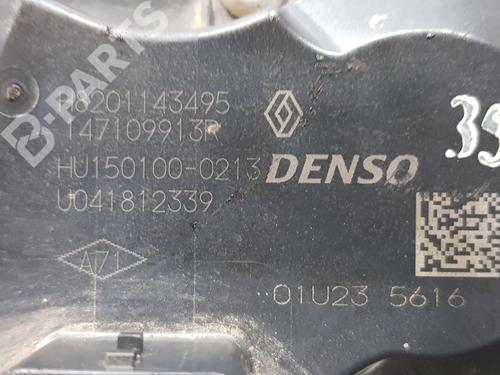 B-PARTS
H8201143495
147109913R
HU150100-0213
DENSO
U041812339
A71
01U23 5616